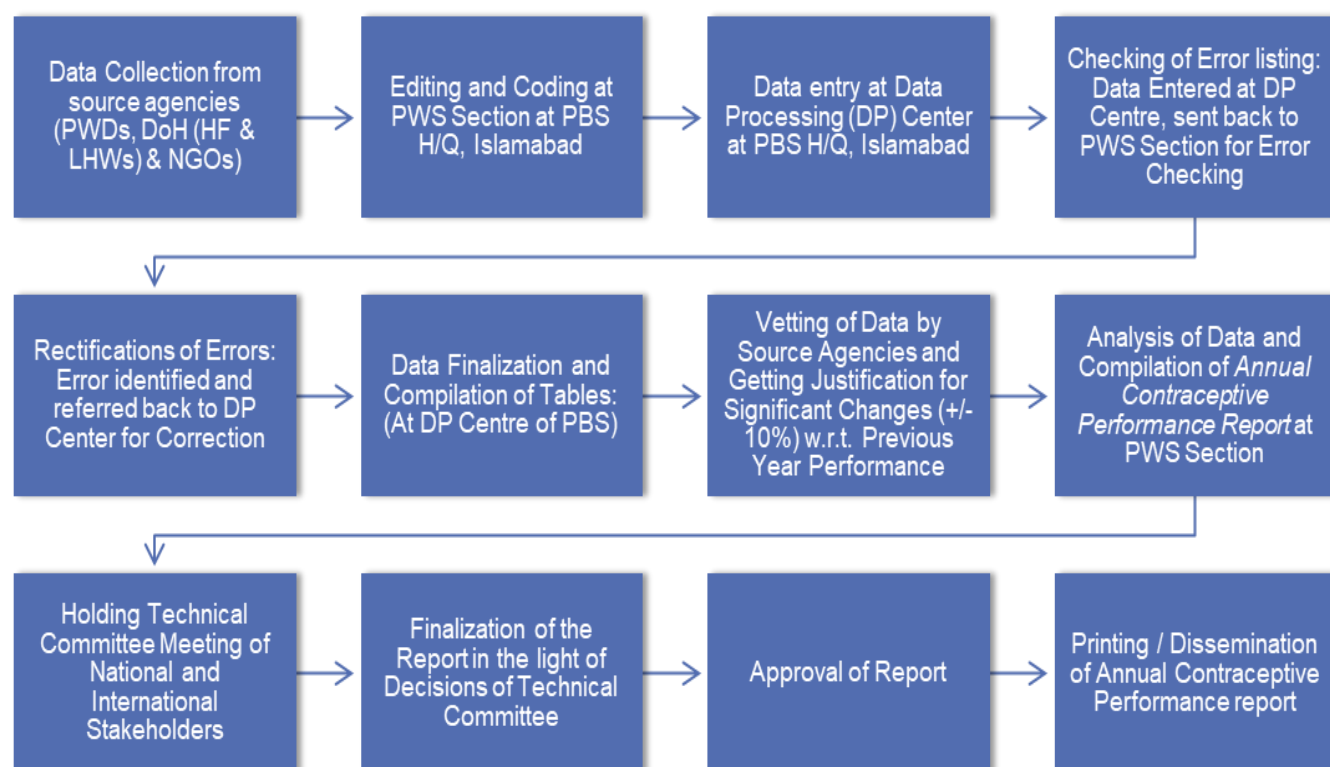 Data Collection from
source agencies
(PWDs, DoH (HF &
LHWs) & NGOs)
Editing and Coding at
PWS Section at PBS
H/Q, Islamabad
Data entry at Data
Processing (DP) Center
at PBS H/Q, Islamabad
Checking of Error listing:
Data Entered at DP
Centre, sent back to
PWS Section for Error
Checking
Rectifications of Errors:
Error identified and
referred back to DP
Center for Correction
Data Finalization and
Compilation of Tables:
(At DP Centre of PBS)
Vetting of Data by
Source Agencies and
Getting Justification for
Significant Changes (+/-
10%) w.r.t. Previous
Year Performance
Analysis of Data and
Compilation of Annual
Contraceptive
Performance Report at
PWS Section
Holding Technical
Committee Meeting of
National and
International
Stakeholders
Finalization of the
Report in the light of
Decisions of Technical
Committee
Approval of Report
Printing / Dissemination
of Annual Contraceptive
Performance report